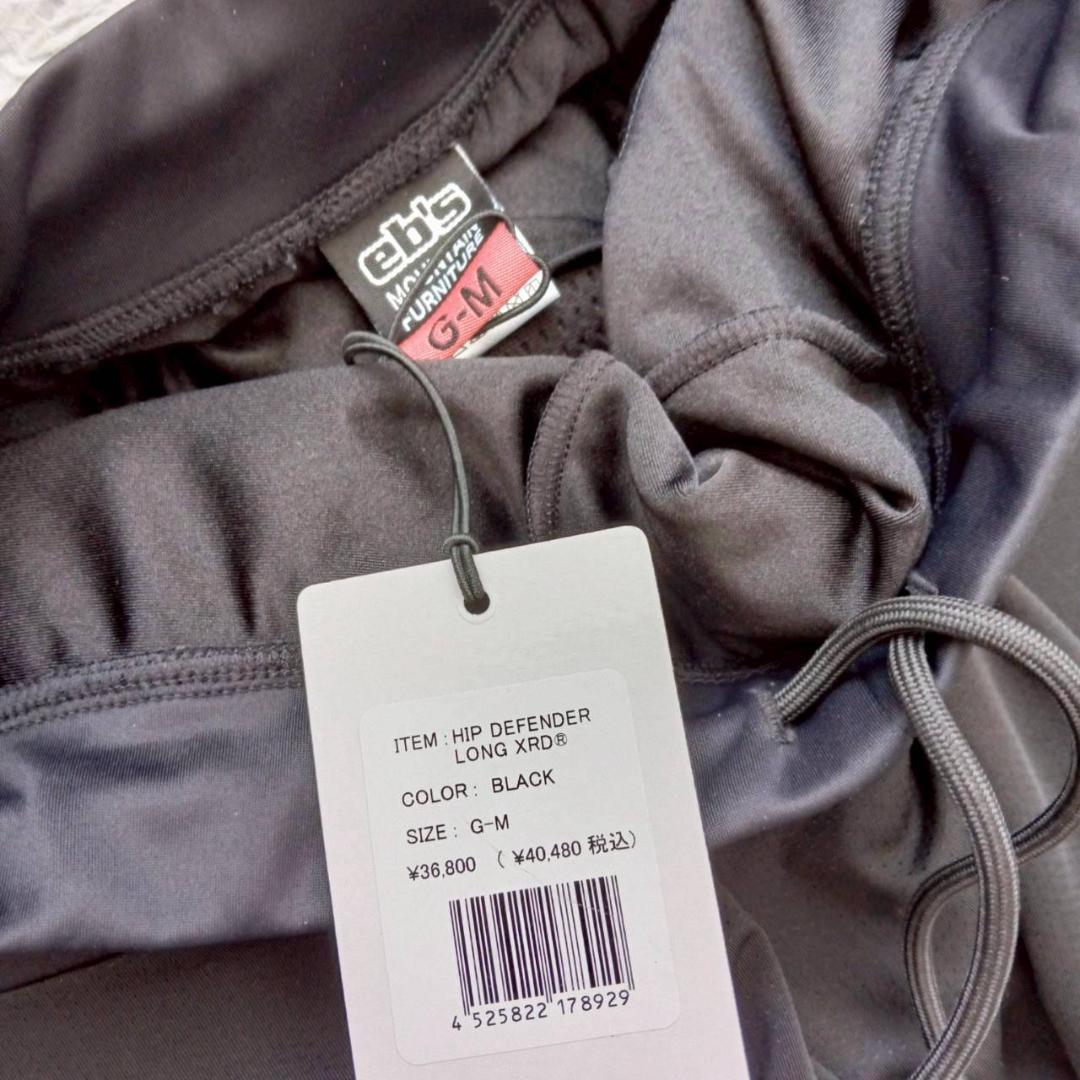 eb's
MOUNTAIN
FURNITURE
G-M
ITEM : HIP DEFENDER
LONG XRD®
COLOR : BLACK
SIZE : G-M
¥36,800 ( ¥40,480 税込)
4 525822 178929